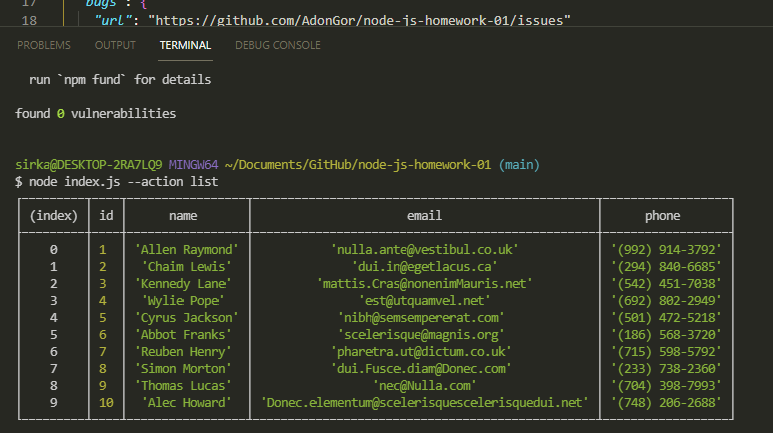 17 "bugs": {
18 "url": "https://github.com/AdonGor/node-js-homework-01/issues"
PROBLEMS OUTPUT TERMINAL DEBUG CONSOLE
run `npm fund` for details
found 0 vulnerabilities
sirka@DESKTOP-2RA7LQ9 MINGW64 ~/Documents/GitHub/node-js-homework-01 (main)
$ node index.js --action list
(index) id name email phone
0 1 'Allen Raymond' 'nulla.ante@vestibul.co.uk' '(992) 914-3792'
1 2 'Chaim Lewis' 'dui.in@egetlacus.ca' '(294) 840-6685'
2 3 'Kennedy Lane' 'mattis.Cras@nonenimMauris.net' '(542) 451-7038'
3 4 'Wylie Pope' 'est@utquamvel.net' '(692) 802-2949'
4 5 'Cyrus Jackson' 'nibh@semsempererat.com' '(501) 472-5218'
5 6 'Abbot Franks' 'scelerisque@magnis.org' '(186) 568-3720'
6 7 'Reuben Henry' 'pharetra.ut@dictum.co.uk' '(715) 598-5792'
7 8 'Simon Morton' 'dui.Fusce.diam@Donec.com' '(233) 738-2360'
8 9 'Thomas Lucas' 'nec@Nulla.com' '(704) 398-7993'
9 10 'Alec Howard' 'Donec.elementum@scelerisquescelerisquedui.net' '(748) 206-2688'